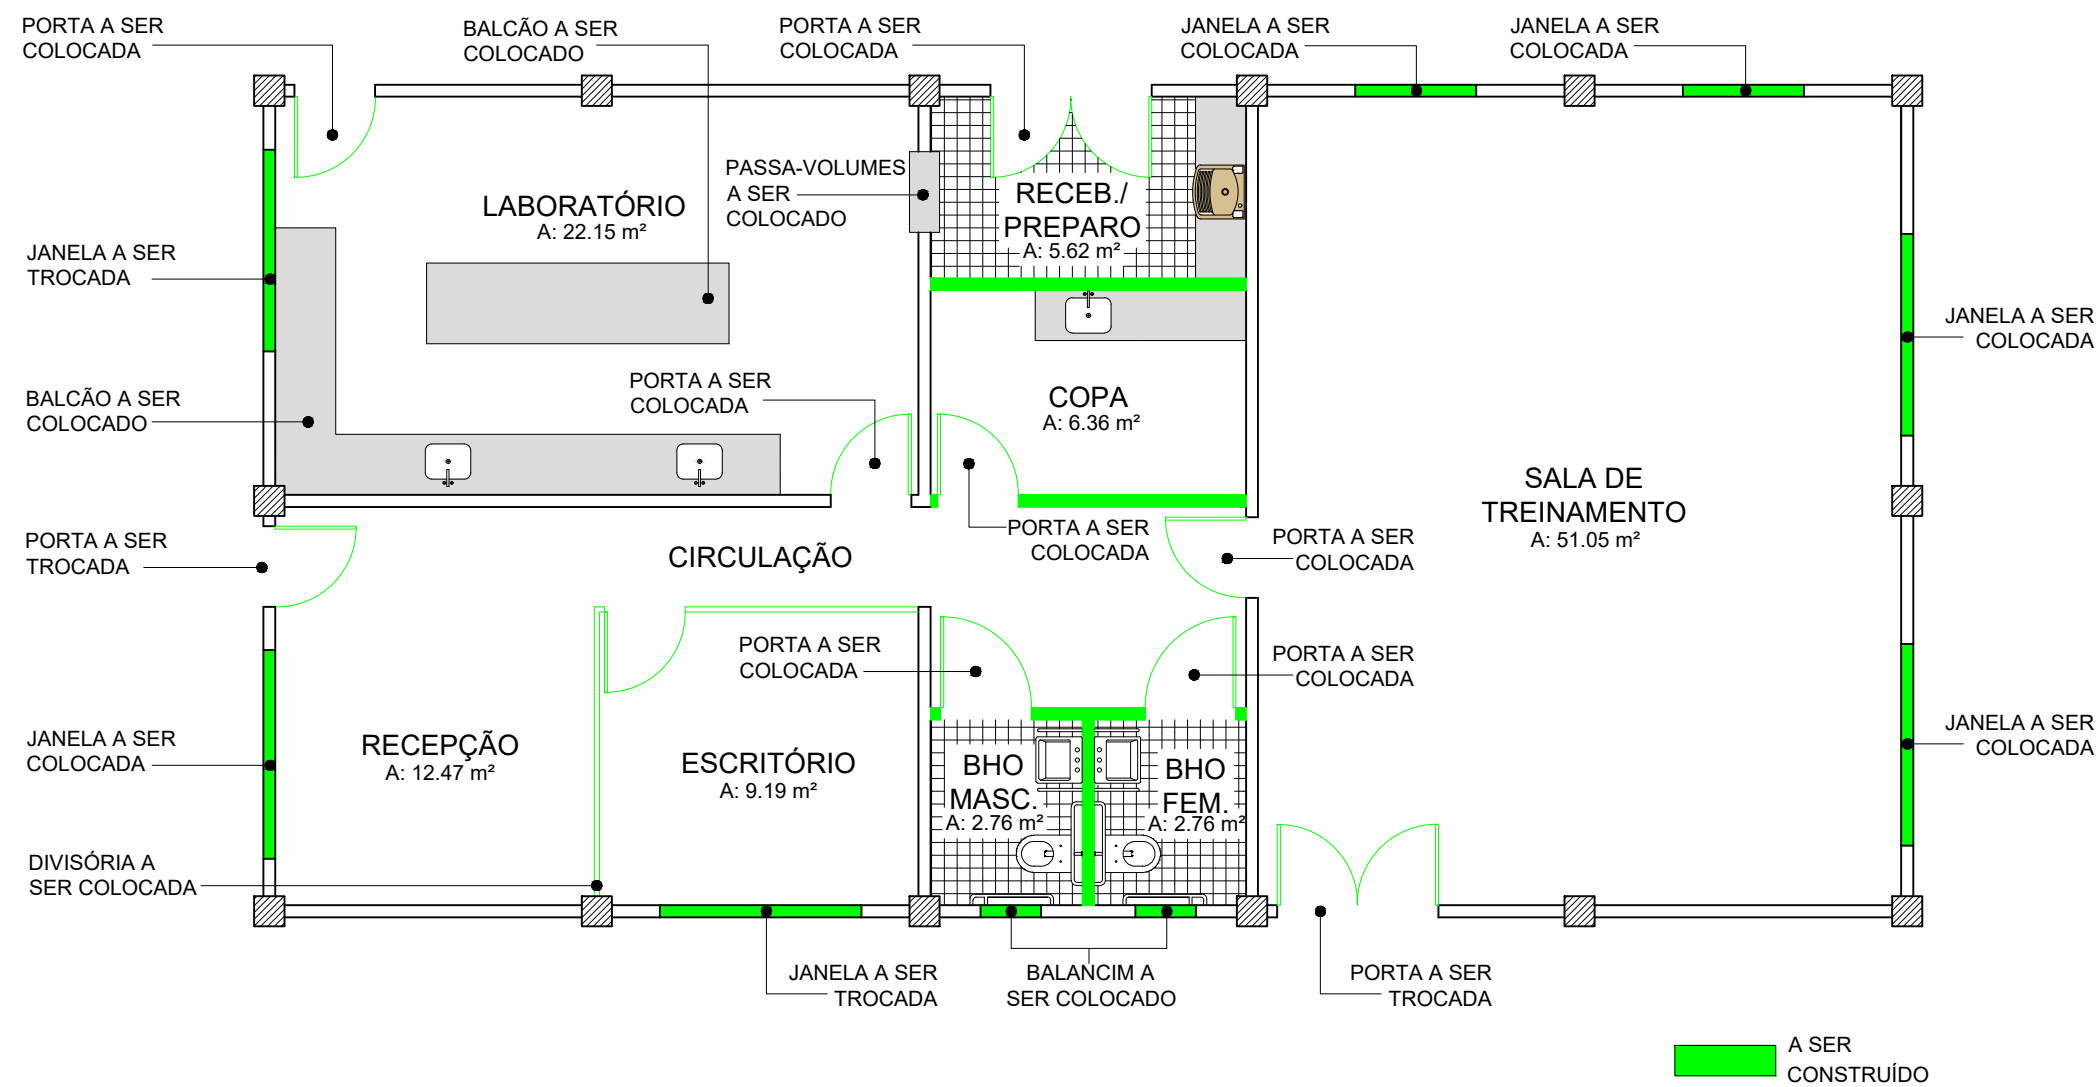 PORTA A SER
COLOCADA
BALCÃO A SER
COLOCADO
PORTA A SER
COLOCADA
JANELA A SER
COLOCADA
JANELA A SER
COLOCADA
PASSA-VOLUMES
A SER
COLOCADO
LABORATÓRIO
A: 22.15 m²
RECEB./
PREPARO
A: 5.62 m²
JANELA A SER
TROCADA
JANELA A SER
COLOCADA
BALCÃO A SER
COLOCADO
PORTA A SER
COLOCADA
COPA
A: 6.36 m²
SALA DE
TREINAMENTO
A: 51.05 m²
PORTA A SER
TROCADA
CIRCULAÇÃO
PORTA A SER
COLOCADA
PORTA A SER
COLOCADA
PORTA A SER
COLOCADA
PORTA A SER
COLOCADA
JANELA A SER
COLOCADA
RECEPÇÃO
A: 12.47 m²
ESCRITÓRIO
A: 9.19 m²
BHO
MASC.
A: 2.76 m²
BHO
FEM.
A: 2.76 m²
JANELA A SER
COLOCADA
DIVISÓRIA A
SER COLOCADA
JANELA A SER
TROCADA
BALANCIM A
SER COLOCADO
PORTA A SER
TROCADA
A SER
CONSTRUÍDO